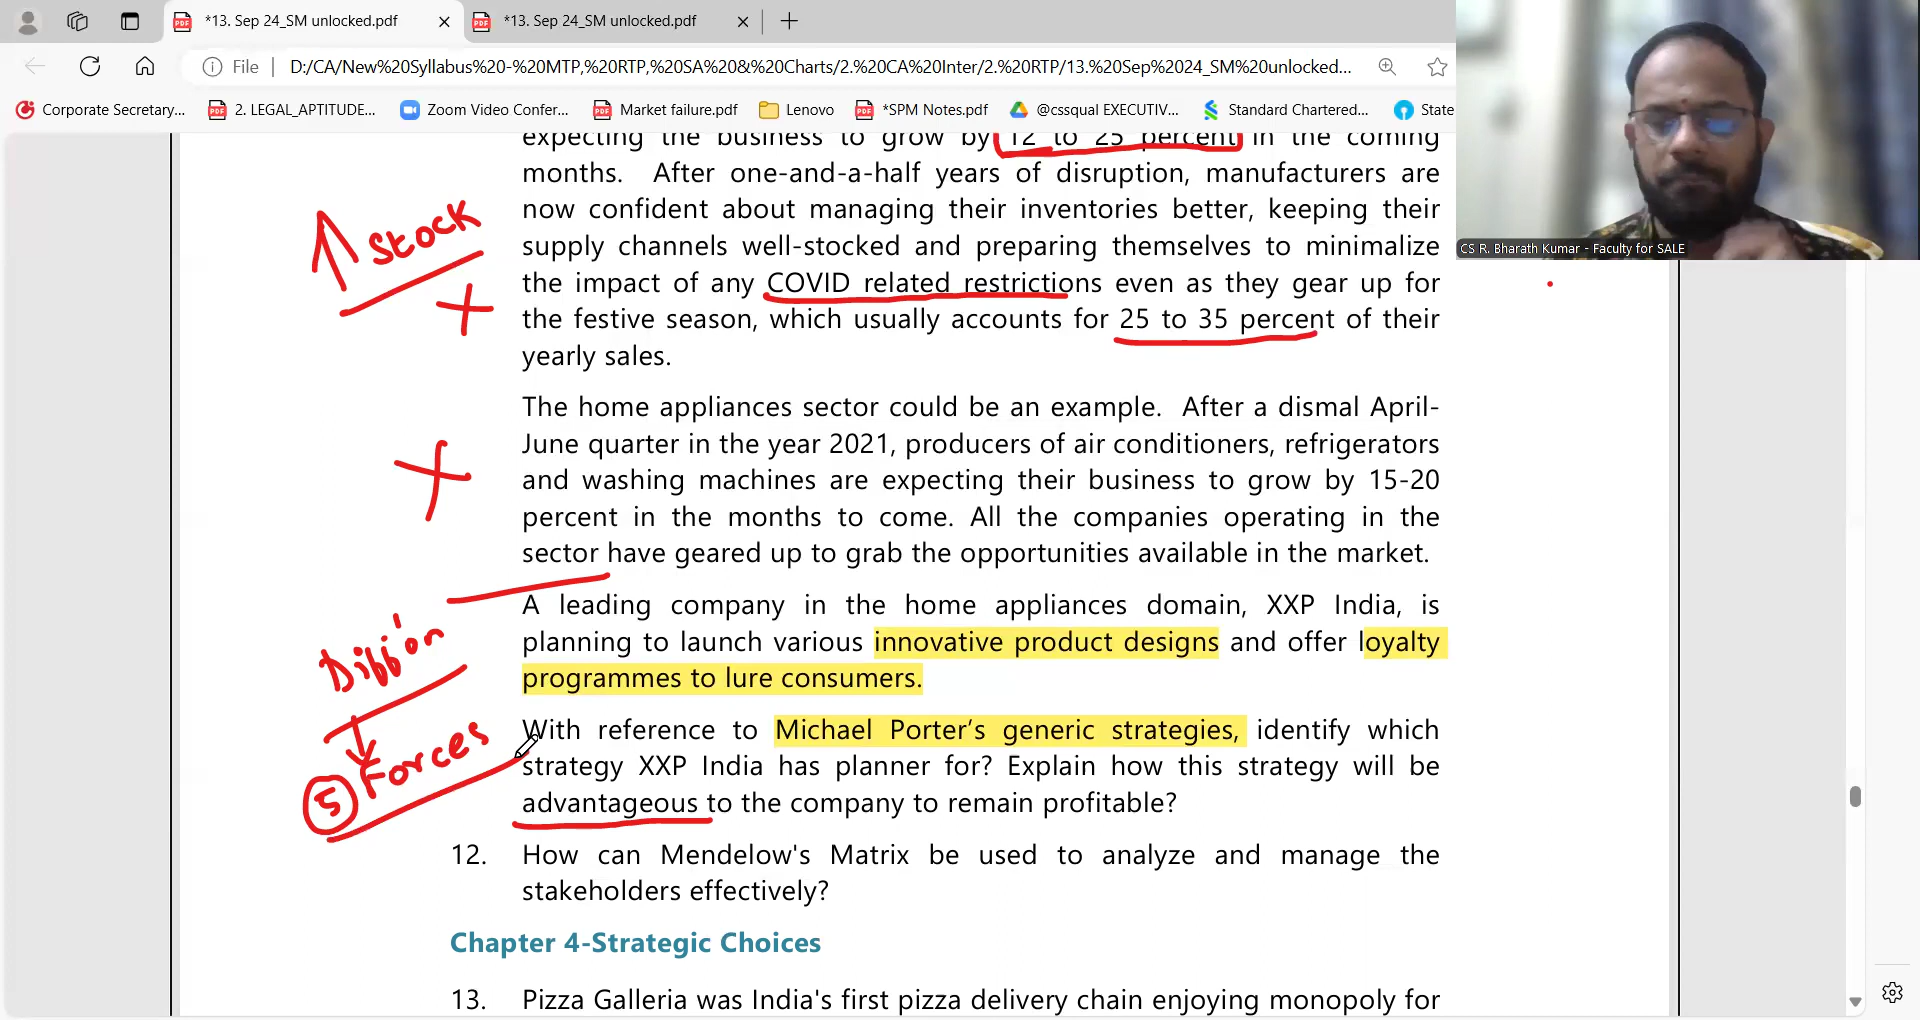 *13. Sep 24_SM unlocked.pdf
*13. Sep 24_SM unlocked.pdf
File
D:/CA/New%20Syllabus%20-%20MTP,%20RTP,%20SA%20&%20Charts/2.%20CA%20Inter/2.%20RTP/13.%20Sep%2024_SM%20unlocked...
Corporate Secretary...
2. LEGAL_APTITUDE...
Zoom Video Confer...
Market failure.pdf
Lenovo
*SPM Notes.pdf
@cssqual EXECUTIV...
Standard Chartered...
State
CS R. Bharath Kumar - Faculty for SALE
expecting the business to grow by 12 to 25 percent in the coming
months. After one-and-a-half years of disruption, manufacturers are
now confident about managing their inventories better, keeping their
supply channels well-stocked and preparing themselves to minimalize
the impact of any COVID related restrictions even as they gear up for
the festive season, which usually accounts for 25 to 35 percent of their
yearly sales.
Stock
The home appliances sector could be an example. After a dismal April-
June quarter in the year 2021, producers of air conditioners, refrigerators
and washing machines are expecting their business to grow by 15-20
percent in the months to come. All the companies operating in the
sector have geared up to grab the opportunities available in the market.
A leading company in the home appliances domain, XXP India, is
planning to launch various innovative product designs and offer loyalty
programmes to lure consumers.
Diff'on
5 Forces
With reference to Michael Porter's generic strategies, identify which
strategy XXP India has planner for? Explain how this strategy will be
advantageous to the company to remain profitable?
12. How can Mendelow's Matrix be used to analyze and manage the
stakeholders effectively?
Chapter 4-Strategic Choices
13. Pizza Galleria was India's first pizza delivery chain enjoying monopoly for